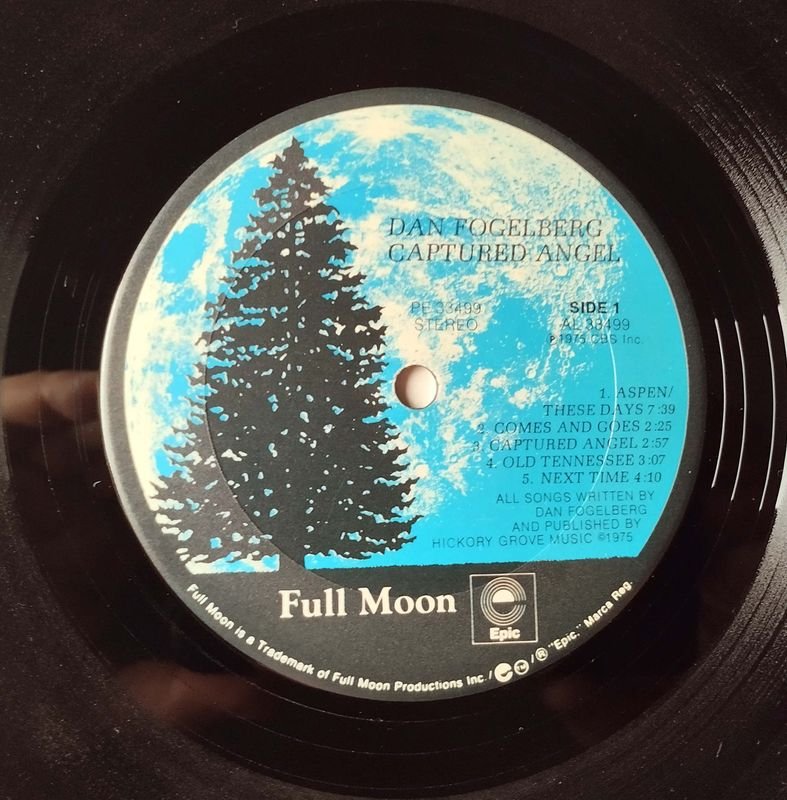 DAN FOGELBERG
CAPTURED ANGEL
PE 33499
STEREO
SIDE 1
AL 33499
℗1975 CBS Inc.
1. ASPEN/
THESE DAYS 7:39
2. COMES AND GOES 2:25
3. CAPTURED ANGEL 2:57
4. OLD TENNESSEE 3:07
5. NEXT TIME 4:10
ALL SONGS WRITTEN BY
DAN FOGELBERG
AND PUBLISHED BY
HICKORY GROVE MUSIC ©1975
Full Moon
e
Epic
Full Moon is a Trademark of Full Moon Productions Inc./ e TM / ® "Epic," Marca Reg.